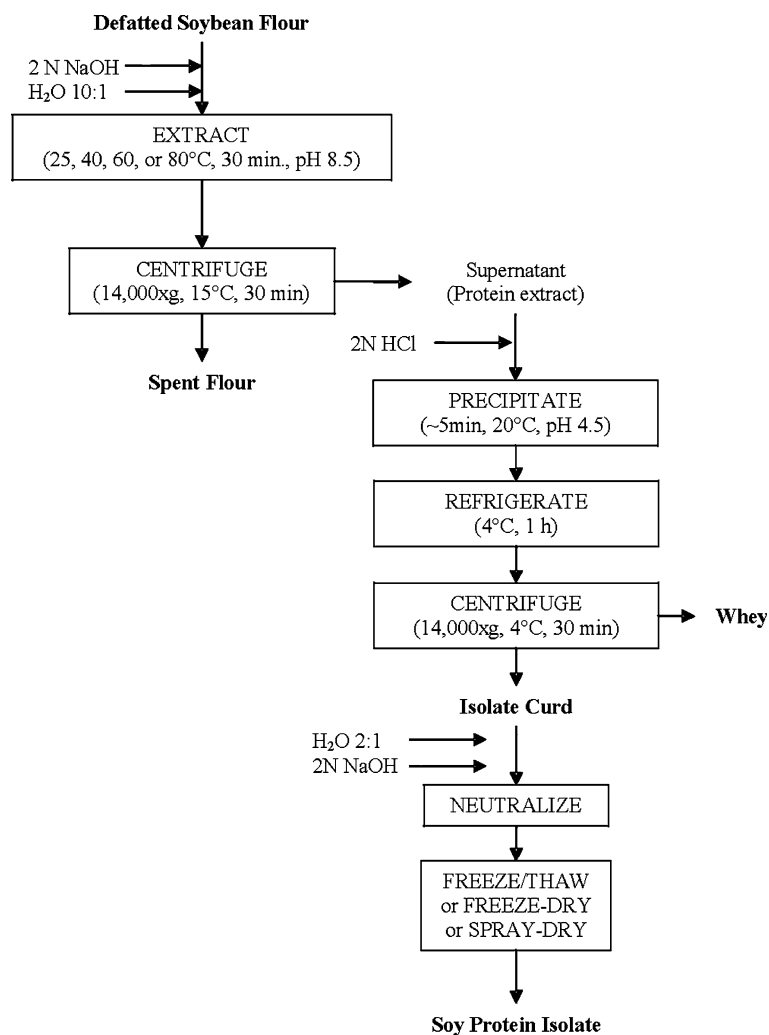 Defatted Soybean Flour
2 N NaOH
H₂O 10:1
EXTRACT
(25, 40, 60, or 80°C, 30 min., pH 8.5)
CENTRIFUGE
(14,000xg, 15°C, 30 min)
Spent Flour
Supernatant
(Protein extract)
2N HCl
PRECIPITATE
(~5min, 20°C, pH 4.5)
REFRIGERATE
(4°C, 1 h)
CENTRIFUGE
(14,000xg, 4°C, 30 min)
Whey
Isolate Curd
H₂O 2:1
2N NaOH
NEUTRALIZE
FREEZE/THAW
or FREEZE-DRY
or SPRAY-DRY
Soy Protein Isolate